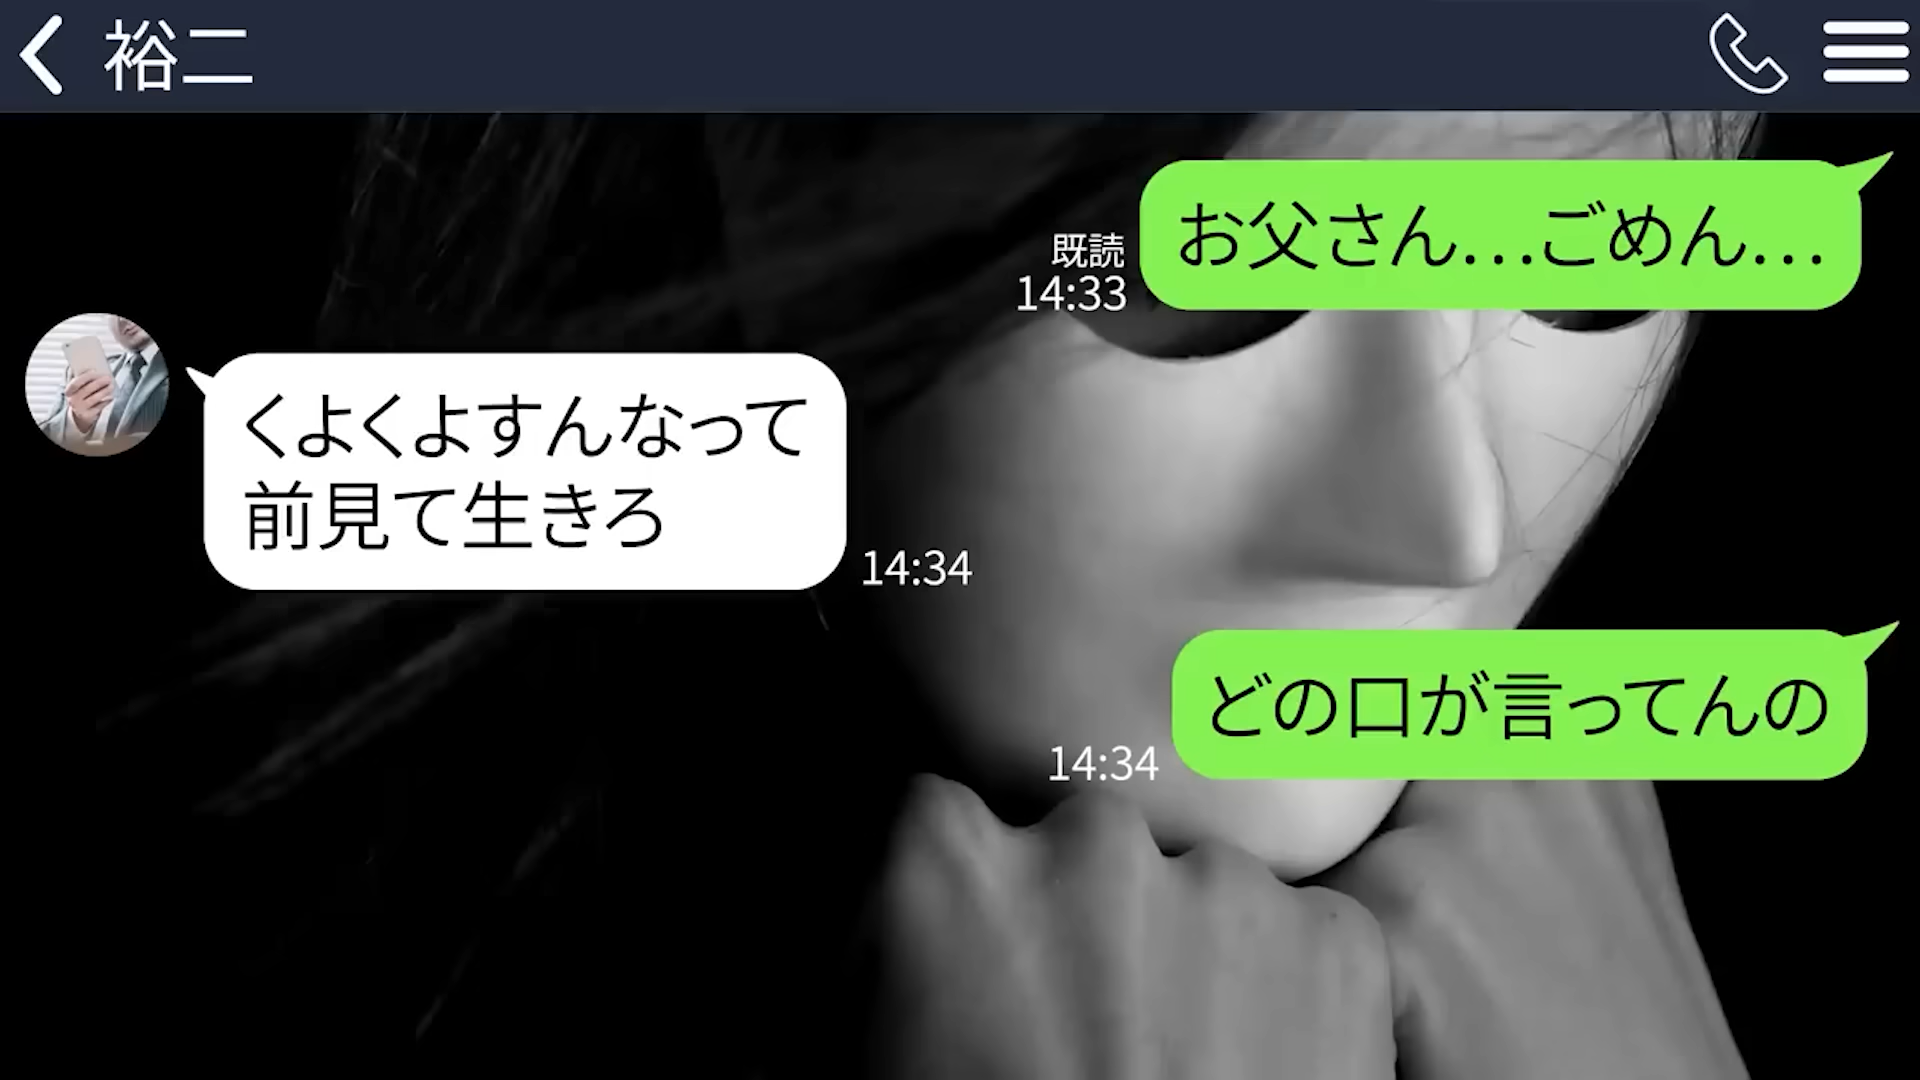 裕二
お父さん…ごめん…
既読
14:33
くよくよすんなって
前見て生きろ
14:34
どの口が言ってんの
14:34